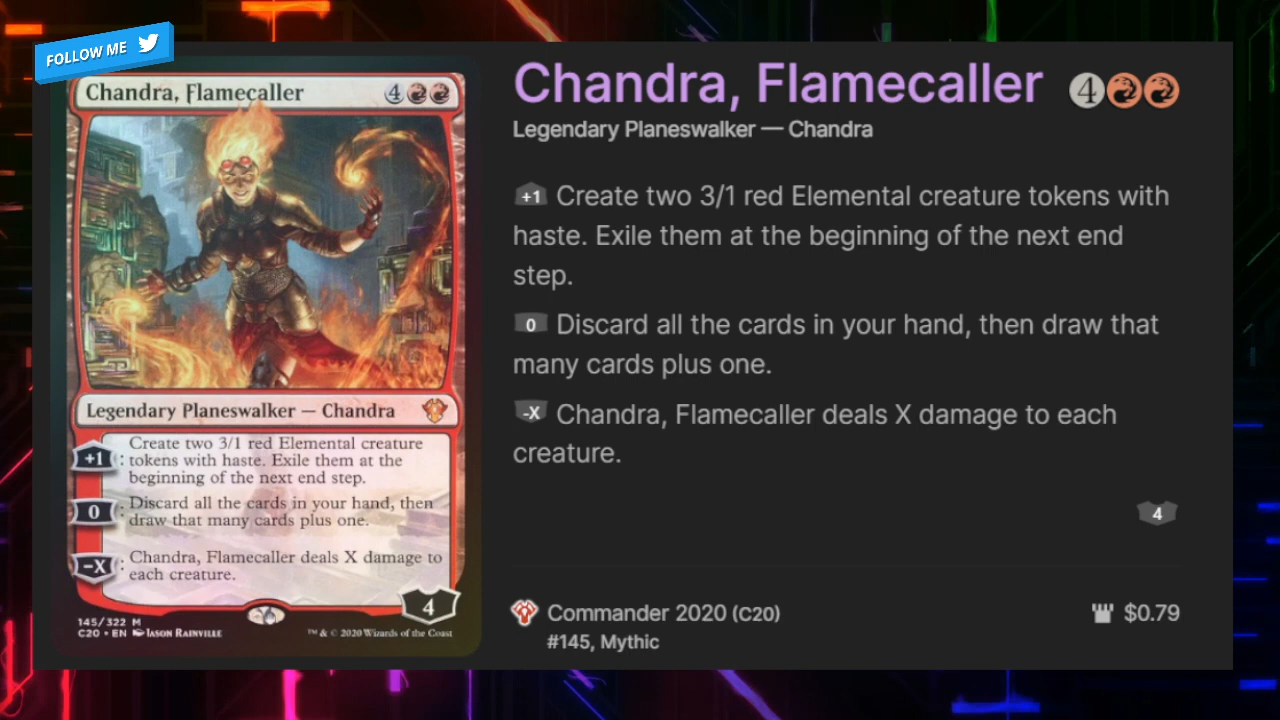 FOLLOW ME
Chandra, Flamecaller 4
Legendary Planeswalker — Chandra
+1 : Create two 3/1 red Elemental creature
tokens with haste. Exile them at the
beginning of the next end step.
0 : Discard all the cards in your hand, then
draw that many cards plus one.
−X : Chandra, Flamecaller deals X damage to
each creature.
4
145/322 M
C20 • EN Jason Rainville
™ & © 2020 Wizards of the Coast
Chandra, Flamecaller 4
Legendary Planeswalker — Chandra
+1 Create two 3/1 red Elemental creature tokens with
haste. Exile them at the beginning of the next end
step.
0 Discard all the cards in your hand, then draw that
many cards plus one.
-X Chandra, Flamecaller deals X damage to each
creature.
4
Commander 2020 (C20)
#145, Mythic
$0.79